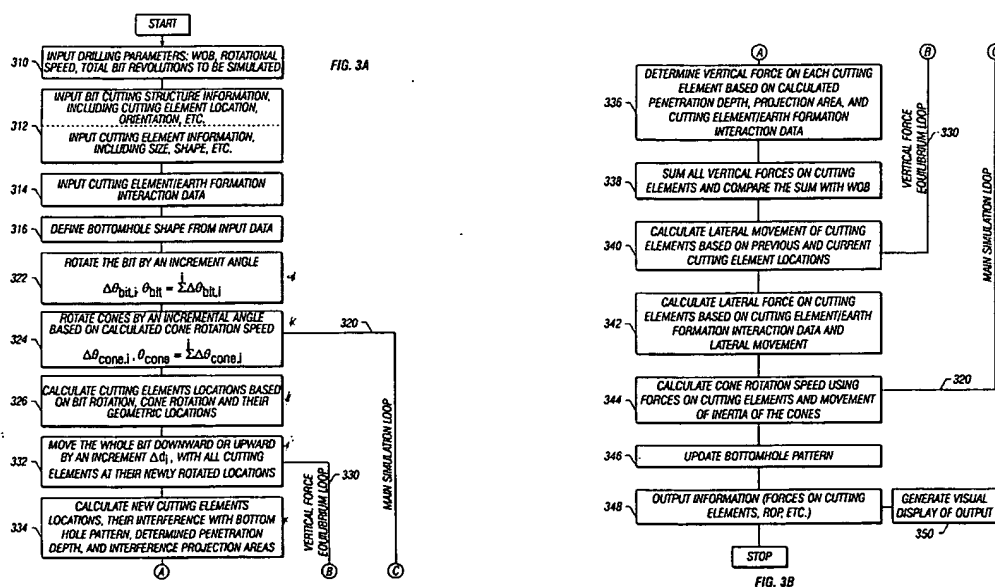 START
310
INPUT DRILLING PARAMETERS: WOB, ROTATIONAL
SPEED, TOTAL BIT REVOLUTIONS TO BE SIMULATED
FIG. 3A
312
INPUT BIT CUTTING STRUCTURE INFORMATION,
INCLUDING CUTTING ELEMENT LOCATION,
ORIENTATION, ETC.
INPUT CUTTING ELEMENT INFORMATION,
INCLUDING SIZE, SHAPE, ETC.
314
INPUT CUTTING ELEMENT/EARTH FORMATION
INTERACTION DATA
316
DEFINE BOTTOMHOLE SHAPE FROM INPUT DATA
322
ROTATE THE BIT BY AN INCREMENT ANGLE
Δθbit,i, θbit = ΣΔθbit,i
324
ROTATE CONES BY AN INCREMENTAL ANGLE
BASED ON CALCULATED CONE ROTATION SPEED
Δθcone,i, θcone = ΣΔθcone,i
320
326
CALCULATE CUTTING ELEMENTS LOCATIONS BASED
ON BIT ROTATION, CONE ROTATION AND THEIR
GEOMETRIC LOCATIONS
332
MOVE THE WHOLE BIT DOWNWARD OR UPWARD
BY AN INCREMENT Δdi, WITH ALL CUTTING
ELEMENTS AT THEIR NEWLY ROTATED LOCATIONS
330
334
CALCULATE NEW CUTTING ELEMENTS
LOCATIONS, THEIR INTERFERENCE WITH BOTTOM
HOLE PATTERN, DETERMINED PENETRATION
DEPTH, AND INTERFERENCE PROJECTION AREAS
VERTICAL FORCE
EQUILIBRIUM LOOP
MAIN SIMULATION LOOP
A
B
C
A
B
C
336
DETERMINE VERTICAL FORCE ON EACH CUTTING
ELEMENT BASED ON CALCULATED
PENETRATION DEPTH, PROJECTION AREA, AND
CUTTING ELEMENT/EARTH FORMATION
INTERACTION DATA
330
VERTICAL FORCE
EQUILIBRIUM LOOP
MAIN SIMULATION LOOP
338
SUM ALL VERTICAL FORCES ON CUTTING
ELEMENTS AND COMPARE THE SUM WITH WOB
340
CALCULATE LATERAL MOVEMENT OF CUTTING
ELEMENTS BASED ON PREVIOUS AND CURRENT
CUTTING ELEMENT LOCATIONS
342
CALCULATE LATERAL FORCE ON CUTTING
ELEMENTS BASED ON CUTTING ELEMENT/EARTH
FORMATION INTERACTION DATA AND
LATERAL MOVEMENT
344
CALCULATE CONE ROTATION SPEED USING
FORCES ON CUTTING ELEMENTS AND MOVEMENT
OF INERTIA OF THE CONES
320
346
UPDATE BOTTOMHOLE PATTERN
348
OUTPUT INFORMATION (FORCES ON CUTTING
ELEMENTS, ROP, ETC.)
GENERATE VISUAL
DISPLAY OF OUTPUT
350
STOP
FIG. 3B